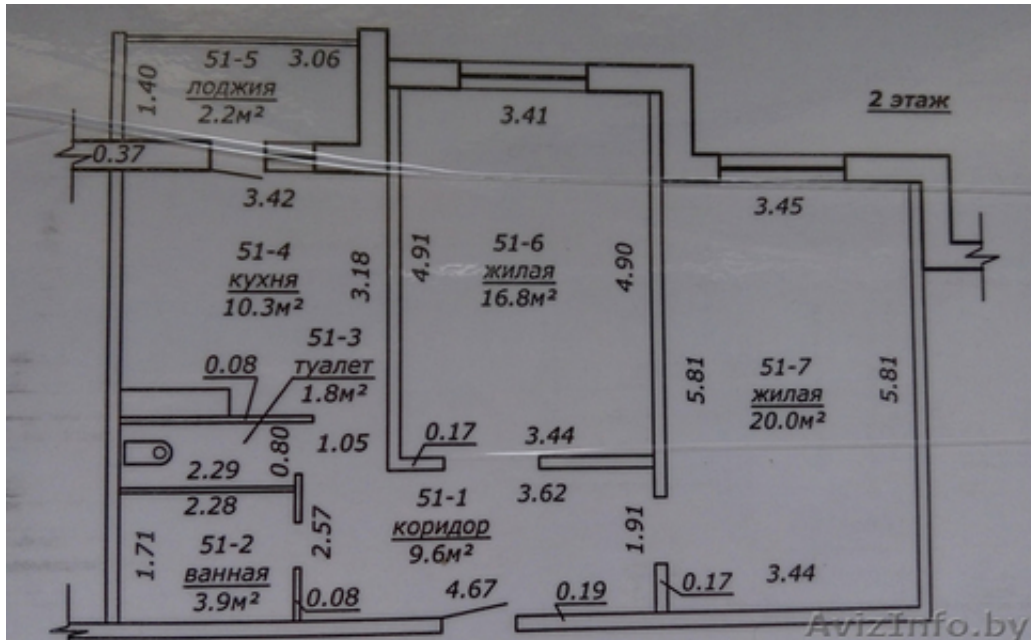 51-5 3.06
лоджия
2.2м²
1.40
2 этаж
0.37
3.42
3.41
3.45
51-4
кухня
10.3м²
3.18
4.91
51-6
жилая
16.8м²
4.90
51-3
туалет
1.8м²
0.08
5.81
51-7
жилая
20.0м²
5.81
0.80
1.05
0.17
3.44
2.29
2.28
51-1
коридор
9.6м²
3.62
1.91
2.57
1.71
51-2
ванная
3.9м²
0.08
4.67
0.19
0.17
3.44
AvizInfo.by